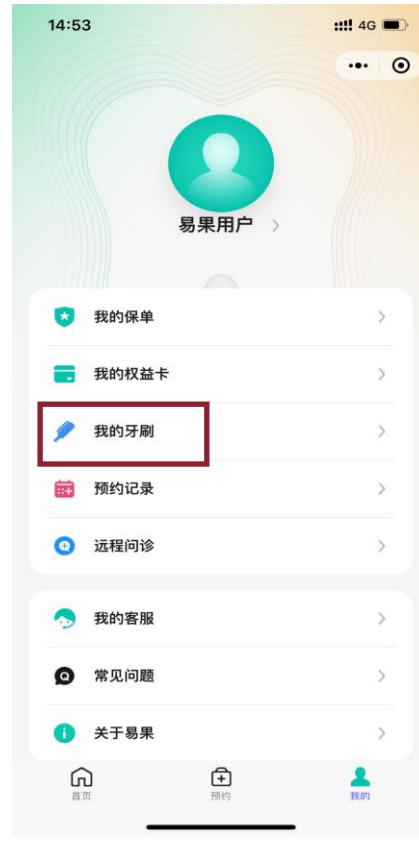 14:53
4G
易果用户
我的保单
我的权益卡
我的牙刷
预约记录
远程问诊
我的客服
常见问题
关于易果
首页
预约
我的